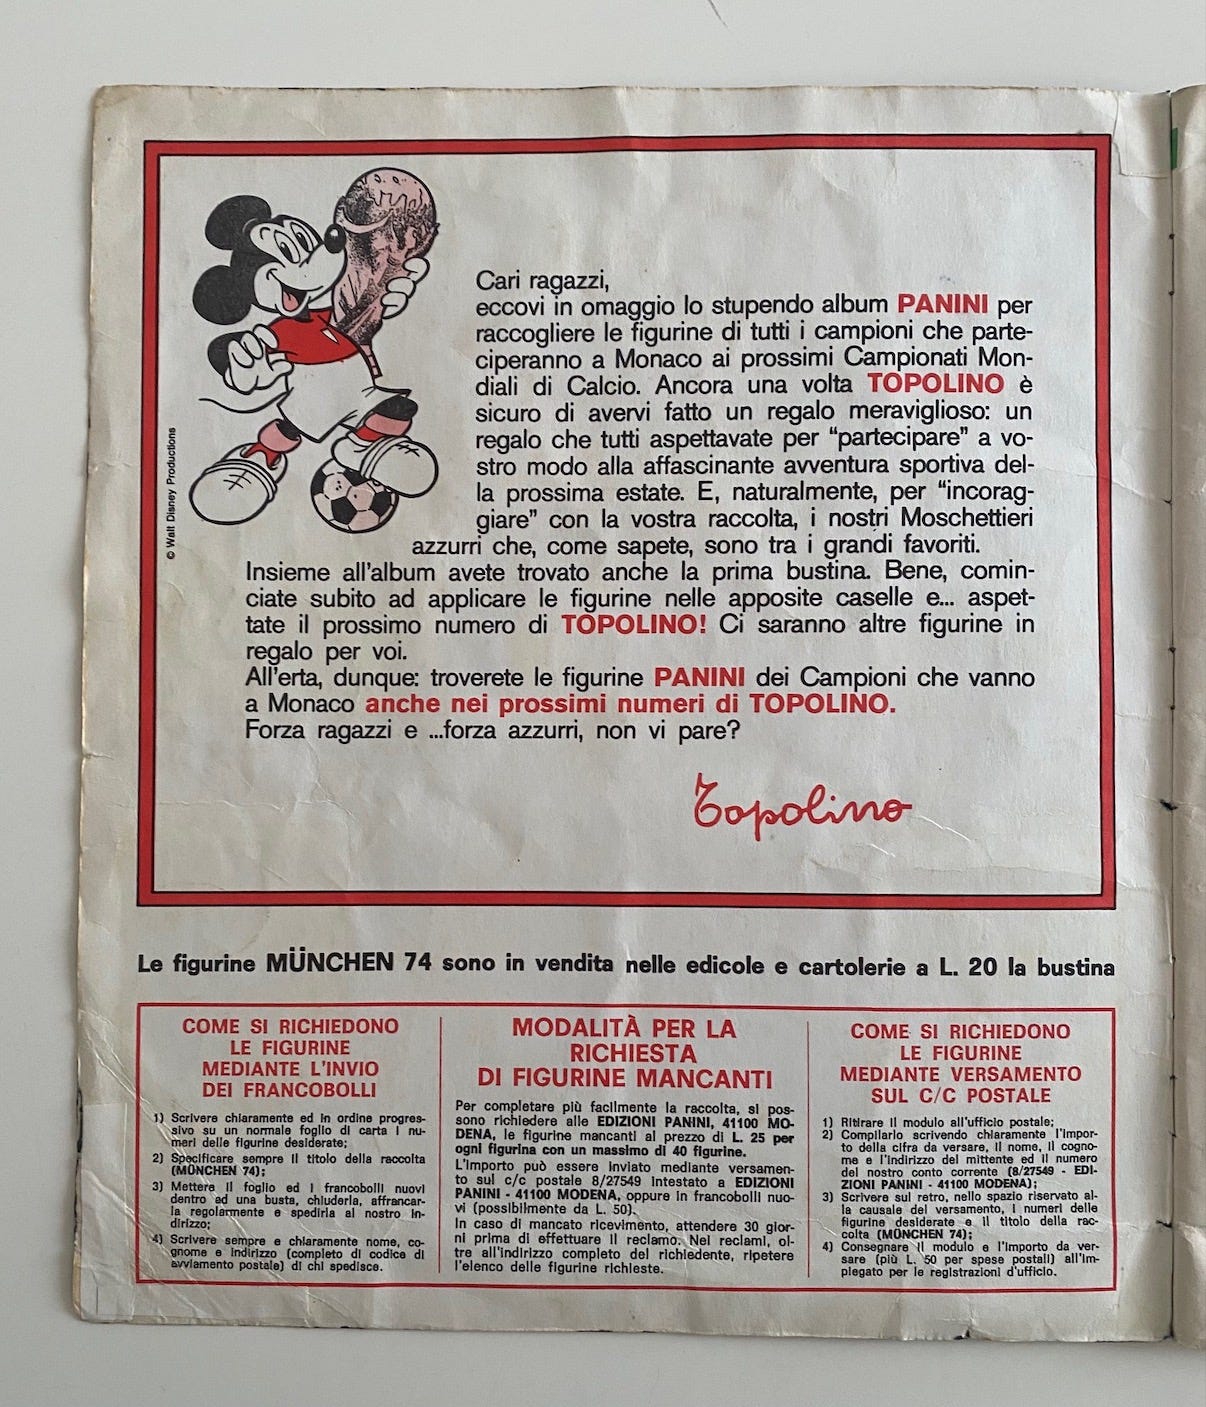 © Walt Disney Productions
Cari ragazzi,
eccovi in omaggio lo stupendo album PANINI per
raccogliere le figurine di tutti i campioni che parte-
ciperanno a Monaco ai prossimi Campionati Mon-
diali di Calcio. Ancora una volta TOPOLINO è
sicuro di avervi fatto un regalo meraviglioso: un
regalo che tutti aspettavate per “partecipare” a vo-
stro modo alla affascinante avventura sportiva del-
la prossima estate. E, naturalmente, per “incorag-
giare” con la vostra raccolta, i nostri Moschettieri
azzurri che, come sapete, sono tra i grandi favoriti.
Insieme all'album avete trovato anche la prima bustina. Bene, comin-
ciate subito ad applicare le figurine nelle apposite caselle e... aspet-
tate il prossimo numero di TOPOLINO! Ci saranno altre figurine in
regalo per voi.
All'erta, dunque: troverete le figurine PANINI dei Campioni che vanno
a Monaco anche nei prossimi numeri di TOPOLINO.
Forza ragazzi e ...forza azzurri, non vi pare?
Topolino
Le figurine MÜNCHEN 74 sono in vendita nelle edicole e cartolerie a L. 20 la bustina
COME SI RICHIEDONO
LE FIGURINE
MEDIANTE L'INVIO
DEI FRANCOBOLLI
1) Scrivere chiaramente ed in ordine progres-
sivo su un normale foglio di carta i nu-
meri delle figurine desiderate;
2) Specificare sempre il titolo della raccolta
(MÜNCHEN 74);
3) Mettere il foglio ed i francobolli nuovi
dentro ad una busta, chiuderla, affrancar-
la regolarmente e spedirla al nostro in-
dirizzo;
4) Scrivere sempre e chiaramente nome, co-
gnome e indirizzo (completo di codice di
avviamento postale) di chi spedisce.
MODALITÀ PER LA
RICHIESTA
DI FIGURINE MANCANTI
Per completare più facilmente la raccolta, si pos-
sono richiedere alle EDIZIONI PANINI, 41100 MO-
DENA, le figurine mancanti al prezzo di L. 25 per
ogni figurina con un massimo di 40 figurine.
L'importo può essere inviato mediante versamen-
to sul c/c postale 8/27549 intestato a EDIZIONI
PANINI - 41100 MODENA, oppure in francobolli nuo-
vi (possibilmente da L. 50).
In caso di mancato ricevimento, attendere 30 gior-
ni prima di effettuare il reclamo. Nei reclami, ol-
tre all'indirizzo completo del richiedente, ripetere
l'elenco delle figurine richieste.
COME SI RICHIEDONO
LE FIGURINE
MEDIANTE VERSAMENTO
SUL C/C POSTALE
1) Ritirare il modulo all'ufficio postale;
2) Compilarlo scrivendo chiaramente l'impor-
to della cifra da versare, il nome, il cogno-
me e l'indirizzo del mittente ed il numero
del nostro conto corrente (8/27549 - EDI-
ZIONI PANINI - 41100 MODENA);
3) Scrivere sul retro, nello spazio riservato al-
la causale del versamento, i numeri delle
figurine desiderate e il titolo della rac-
colta (MÜNCHEN 74);
4) Consegnare il modulo e l'importo da ver-
sare (più L. 50 per spese postali) all'im-
piegato per le registrazioni d'ufficio.